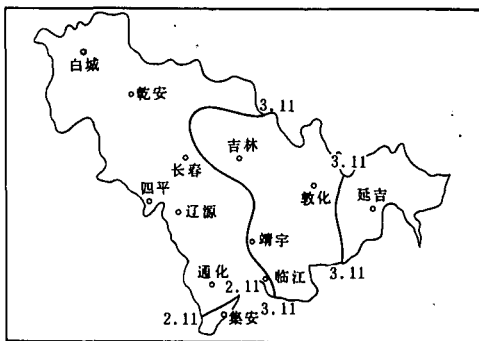 白城
乾安
3.11
长春
吉林
3.11
四平
敦化
延吉
辽源
靖宇
通化
临江
3.11
2.11
3.11
2.11
集安